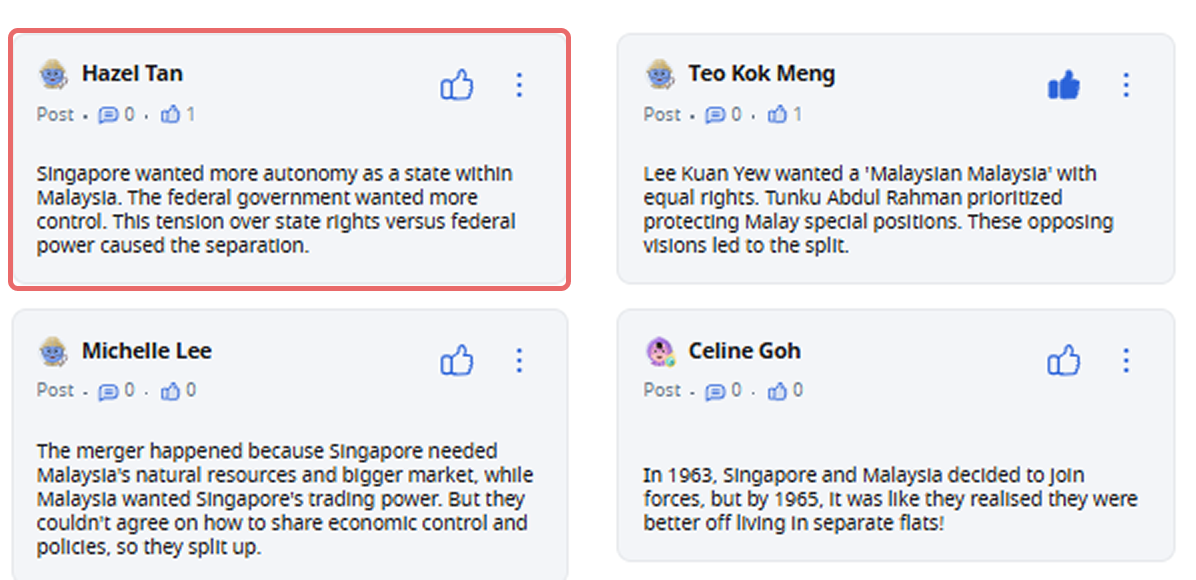 Hazel Tan
Post • 0 • 1
Singapore wanted more autonomy as a state within
Malaysia. The federal government wanted more
control. This tension over state rights versus federal
power caused the separation.
Teo Kok Meng
Post • 0 • 1
Lee Kuan Yew wanted a 'Malaysian Malaysia' with
equal rights. Tunku Abdul Rahman prioritized
protecting Malay special positions. These opposing
visions led to the split.
Michelle Lee
Post • 0 • 0
The merger happened because Singapore needed
Malaysia's natural resources and bigger market, while
Malaysia wanted Singapore's trading power. But they
couldn't agree on how to share economic control and
policies, so they split up.
Celine Goh
Post • 0 • 0
In 1963, Singapore and Malaysia decided to join
forces, but by 1965, it was like they realised they were
better off living in separate flats!